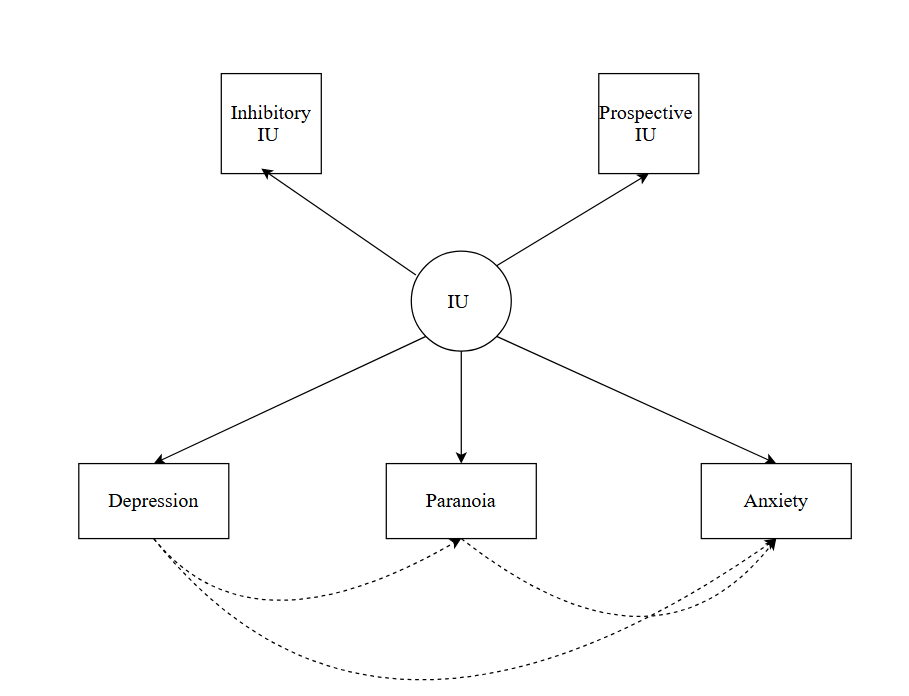 Inhibitory
IU
Prospective
IU
IU
Depression
Paranoia
Anxiety